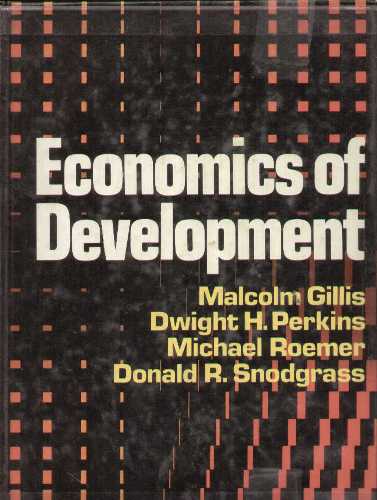 Economics of
Development
Malcolm Gillis
Dwight H. Perkins
Michael Roemer
Donald R. Snodgrass